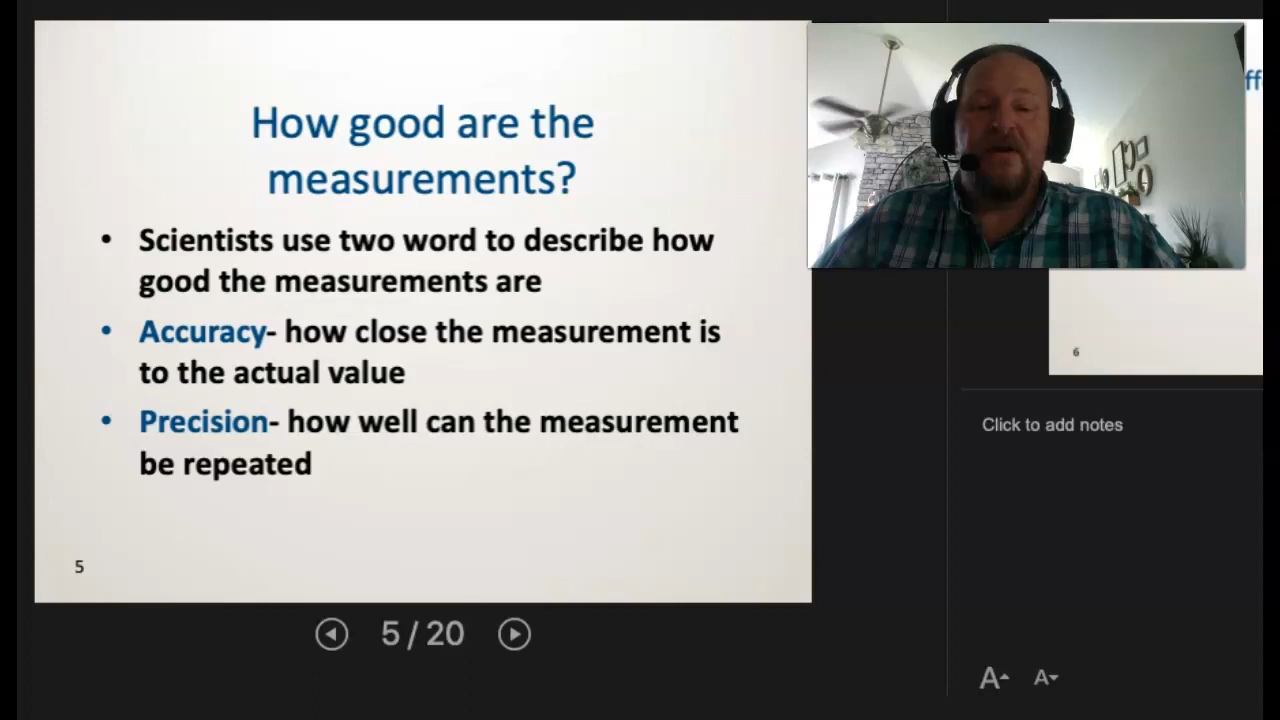 How good are the
measurements?
• Scientists use two word to describe how
good the measurements are
• Accuracy- how close the measurement is
to the actual value
• Precision- how well can the measurement
be repeated
5
5 / 20
6
Click to add notes
A A